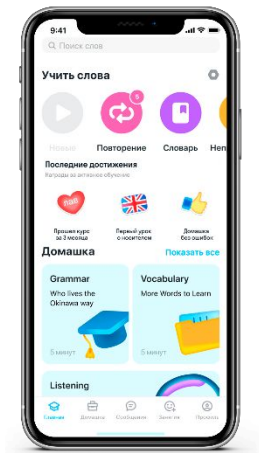 9:41
Поиск слов
Учить слова
5
Новые
Повторение
Словарь
Неп
Последние достижения
Награды за активное обучение
Прошел курс
за 3 месяца
Первый урок
с носителем
Домашка
без ошибок
Домашка
Показать все
Grammar
Who lives the
Okinawa way
5 минут
Vocabulary
More Words to Learn
5 минут
Listening
Главная
Домашка
Сообщения
Занятия
Профиль